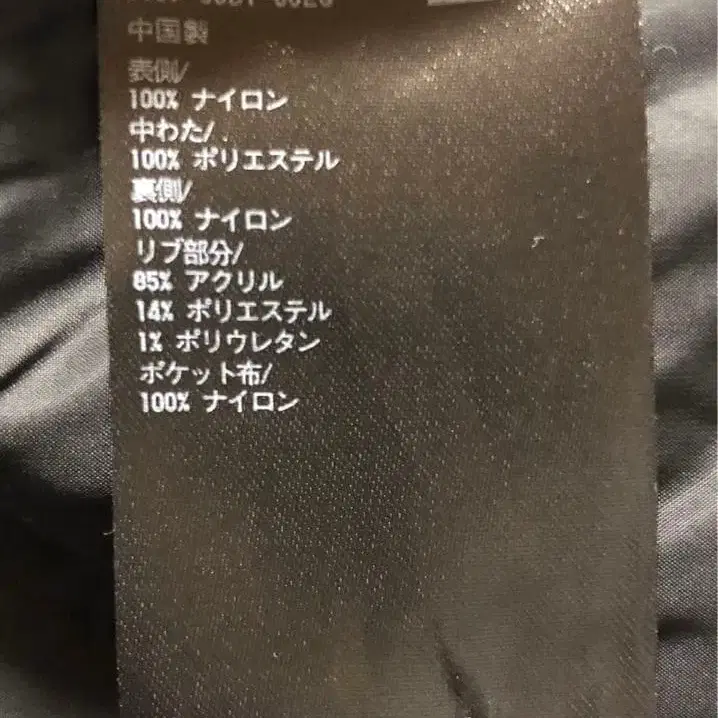 中国製
表側/
100% ナイロン
中わた/
100% ポリエステル
裏側/
100% ナイロン
リブ部分/
85% アクリル
14% ポリエステル
1% ポリウレタン
ポケット布/
100% ナイロン